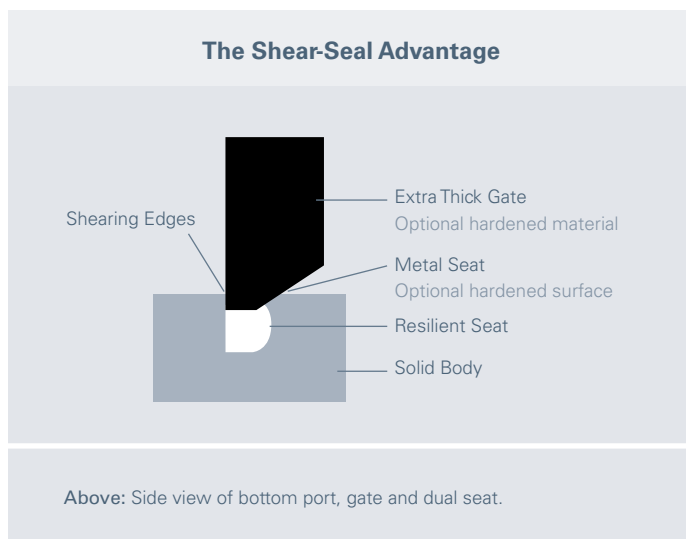 The Shear-Seal Advantage
Shearing Edges
Extra Thick Gate
Optional hardened material
Metal Seat
Optional hardened surface
Resilient Seat
Solid Body
Above: Side view of bottom port, gate and dual seat.